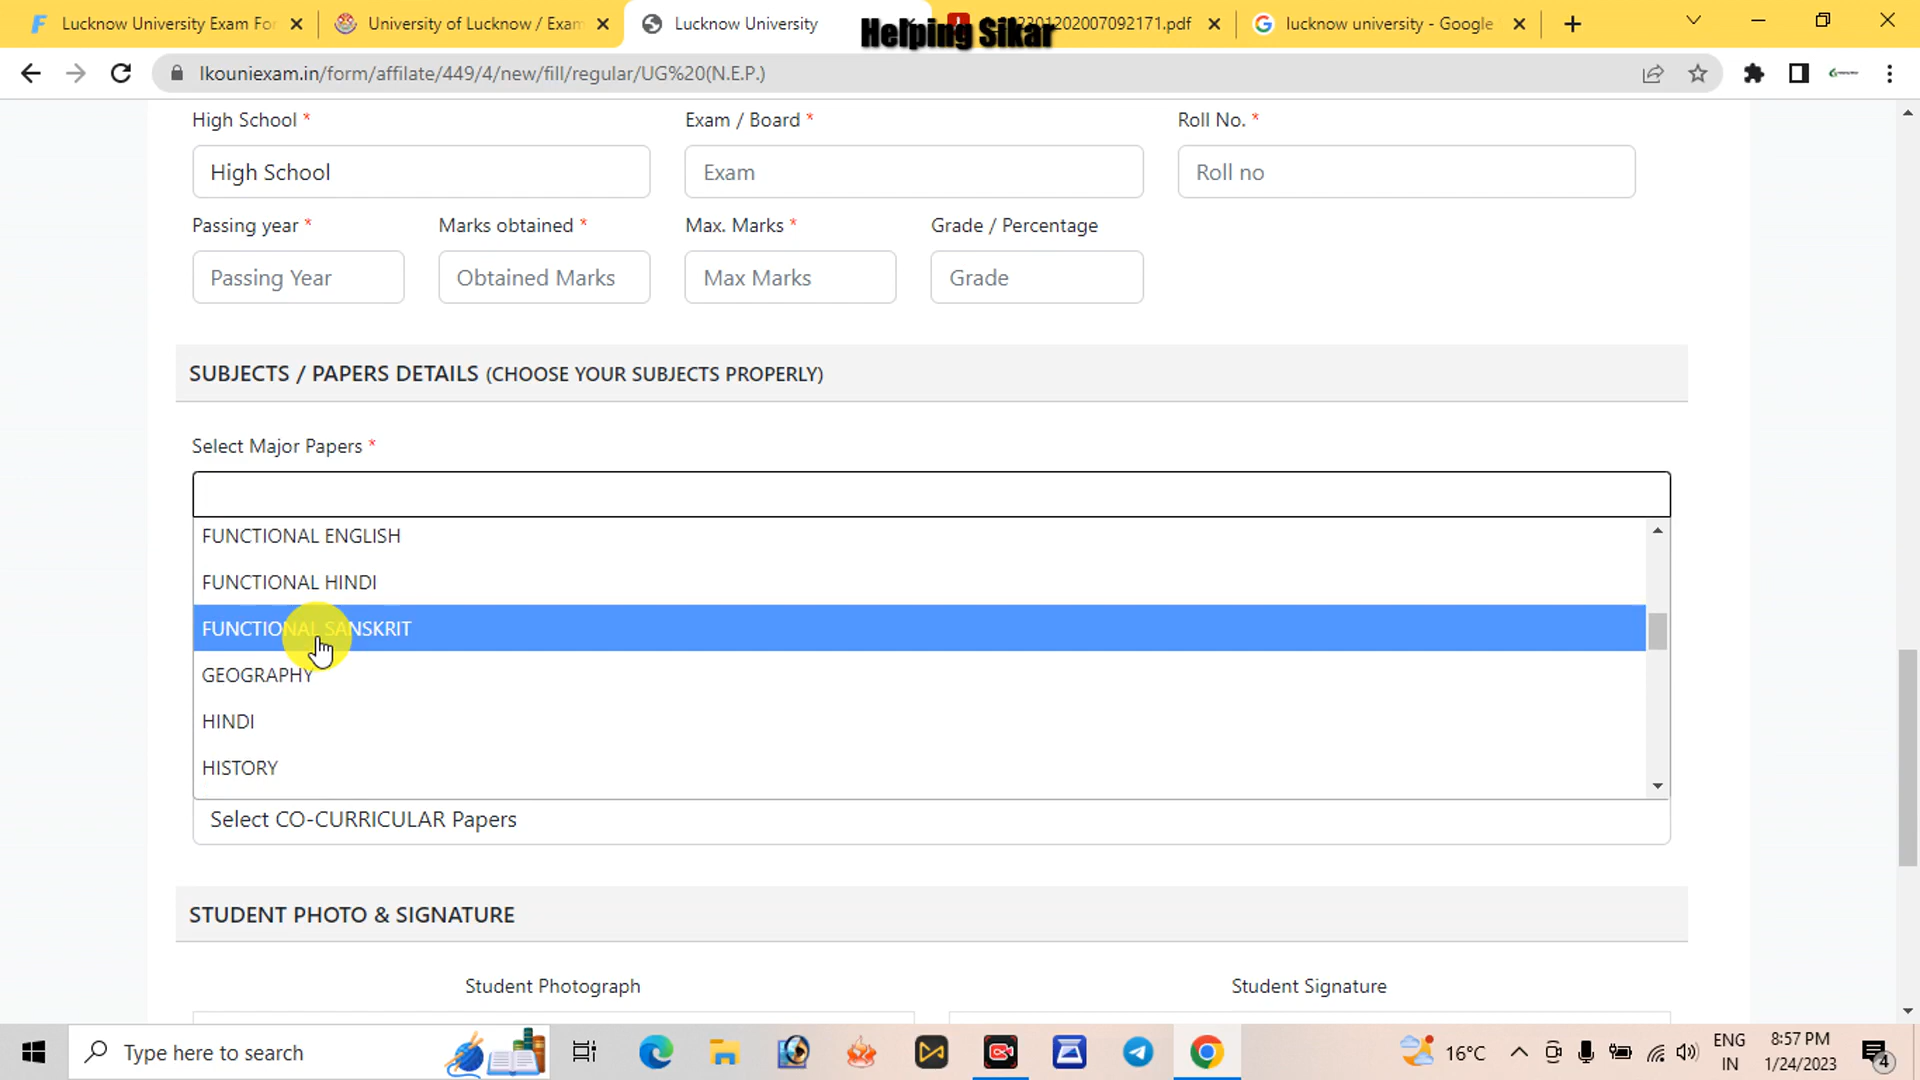 Lucknow University Exam For
University of Lucknow / Exam
Lucknow University
Helping Sikar
301202007092171.pdf
lucknow university - Google
lkouniexam.in/form/affilate/449/4/new/fill/regular/UG%20(N.E.P.)
High School *
Exam / Board *
Roll No. *
High School
Exam
Roll no
Passing year *
Marks obtained *
Max. Marks *
Grade / Percentage
Passing Year
Obtained Marks
Max Marks
Grade
SUBJECTS / PAPERS DETAILS (CHOOSE YOUR SUBJECTS PROPERLY)
Select Major Papers *
FUNCTIONAL ENGLISH
FUNCTIONAL HINDI
FUNCTIONAL SANSKRIT
GEOGRAPHY
HINDI
HISTORY
Select CO-CURRICULAR Papers
STUDENT PHOTO & SIGNATURE
Student Photograph
Student Signature
Type here to search
16°C
ENG
IN
8:57 PM
1/24/2023
4